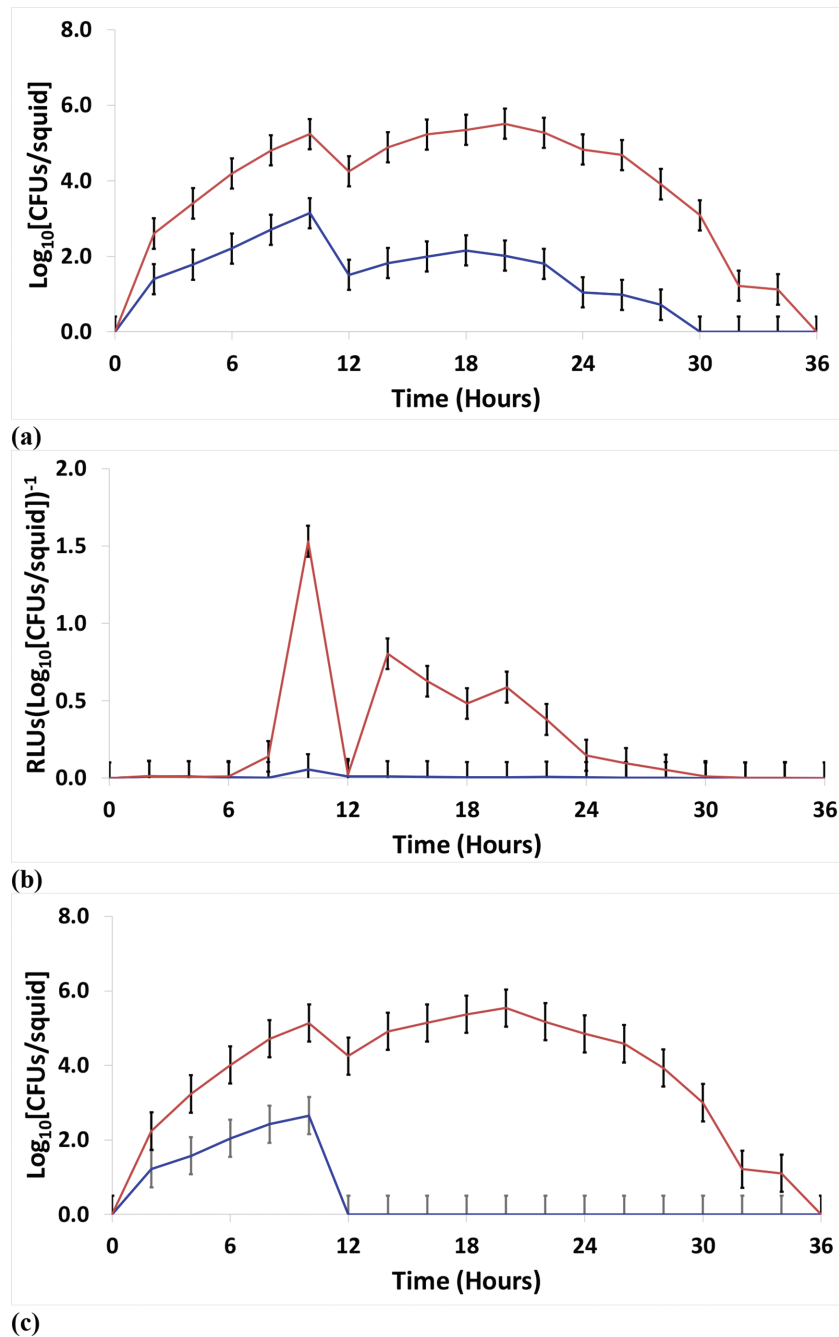 8.0
6.0
4.0
2.0
0.0
Log₁₀[CFUs/squid]
0 6 12 18 24 30 36
Time (Hours)
(a)
2.0
1.5
1.0
0.5
0.0
RLUs(Log₁₀[CFUs/squid])⁻¹
0 6 12 18 24 30 36
Time (Hours)
(b)
8.0
6.0
4.0
2.0
0.0
Log₁₀[CFUs/squid]
0 6 12 18 24 30 36
Time (Hours)
(c)